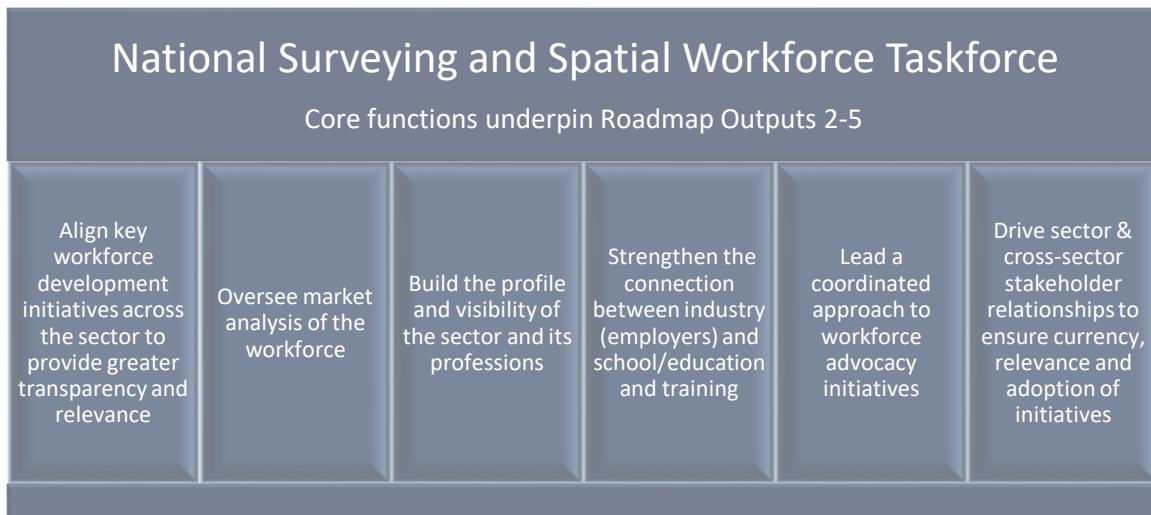 National Surveying and Spatial Workforce Taskforce
Core functions underpin Roadmap Outputs 2-5
Align key
workforce
development
initiatives across
the sector to
provide greater
transparency and
relevance
Oversee market
analysis of the
workforce
Build the profile
and visibility of
the sector and its
professions
Strengthen the
connection
between industry
(employers) and
school/education
and training
Lead a
coordinated
approach to
workforce
advocacy
initiatives
Drive sector &
cross-sector
stakeholder
relationships to
ensure currency,
relevance and
adoption of
initiatives